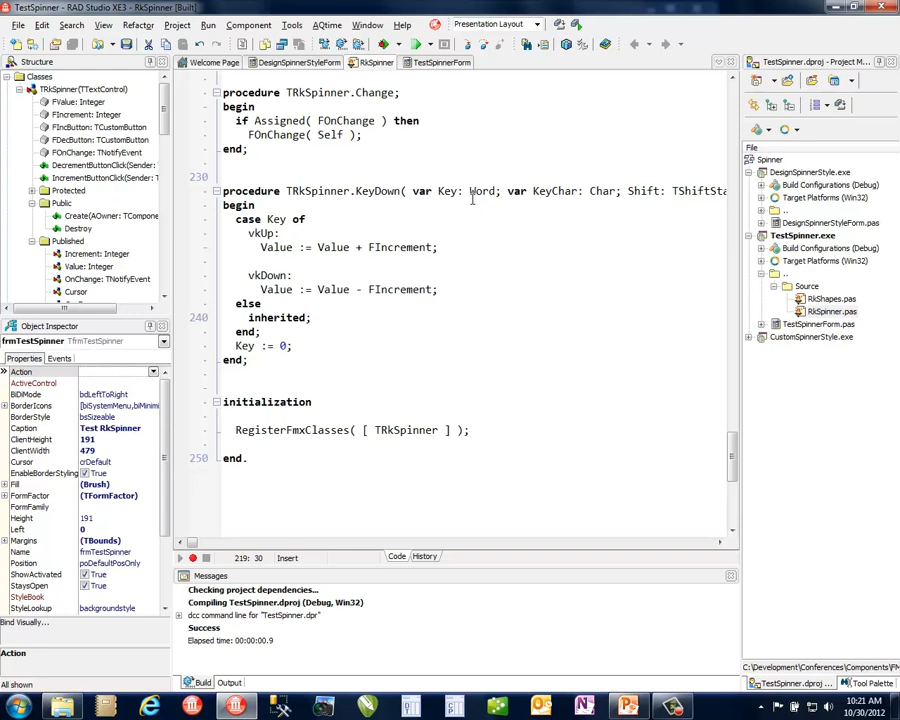 TestSpinner - RAD Studio XE3 - RkSpinner [Built]
File Edit Search View Refactor Project Run Component Tools AQtime Window Help Presentation Layout
Structure
Welcome Page DesignSpinnerStyleForm RkSpinner TestSpinnerForm
TestSpinner.dproj - Project M...
Classes
TRkSpinner(TTextControl)
FValue: Integer
FIncrement: Integer
FIncButton: TCustomButton
FDecButton: TCustomButton
FOnChange: TNotifyEvent
DecrementButtonClick(Sender:
IncrementButtonClick(Sender: T
Protected
Public
Create(AOwner: TCompone
Destroy
Published
Increment: Integer
Value: Integer
OnChange: TNotifyEvent
Cursor
Object Inspector
frmTestSpinner TfrmTestSpinner
Properties Events
Action
ActiveControl
BiDiMode bdLeftToRight
BorderIcons [biSystemMenu,biMinimi
BorderStyle bsSizeable
Caption Test RkSpinner
ClientHeight 191
ClientWidth 479
Cursor crDefault
EnableBorderStyling True
Fill (Brush)
FormFactor (TFormFactor)
FormFamily
Height 191
Left 0
Margins (TBounds)
Name frmTestSpinner
Position poDefaultPosOnly
ShowActivated True
StaysOpen True
StyleBook
StyleLookup backgroundstyle
Bind Visually...
Action
All shown
procedure TRkSpinner.Change;
begin
if Assigned( FOnChange ) then
FOnChange( Self );
end;
230
procedure TRkSpinner.KeyDown( var Key: Word; var KeyChar: Char; Shift: TShiftSta
begin
case Key of
vkUp:
Value := Value + FIncrement;
vkDown:
Value := Value - FIncrement;
else
240 inherited;
end;
Key := 0;
end;
initialization
RegisterFmxClasses( [ TRkSpinner ] );
250 end.
219: 30 Insert Code History
Messages
Checking project dependencies...
Compiling TestSpinner.dproj (Debug, Win32)
dcc command line for "TestSpinner.dpr"
Success
Elapsed time: 00:00:00.9
Build Output
File
Spinner
DesignSpinnerStyle.exe
Build Configurations (Debug)
Target Platforms (Win32)
..
DesignSpinnerStyleForm.pas
TestSpinner.exe
Build Configurations (Debug)
Target Platforms (Win32)
..
Source
RkShapes.pas
RkSpinner.pas
TestSpinnerForm.pas
CustomSpinnerStyle.exe
C:\Development\Conferences\Components\FM
TestSpinner.dproj ... Tool Palette
10:21 AM
10/30/2012